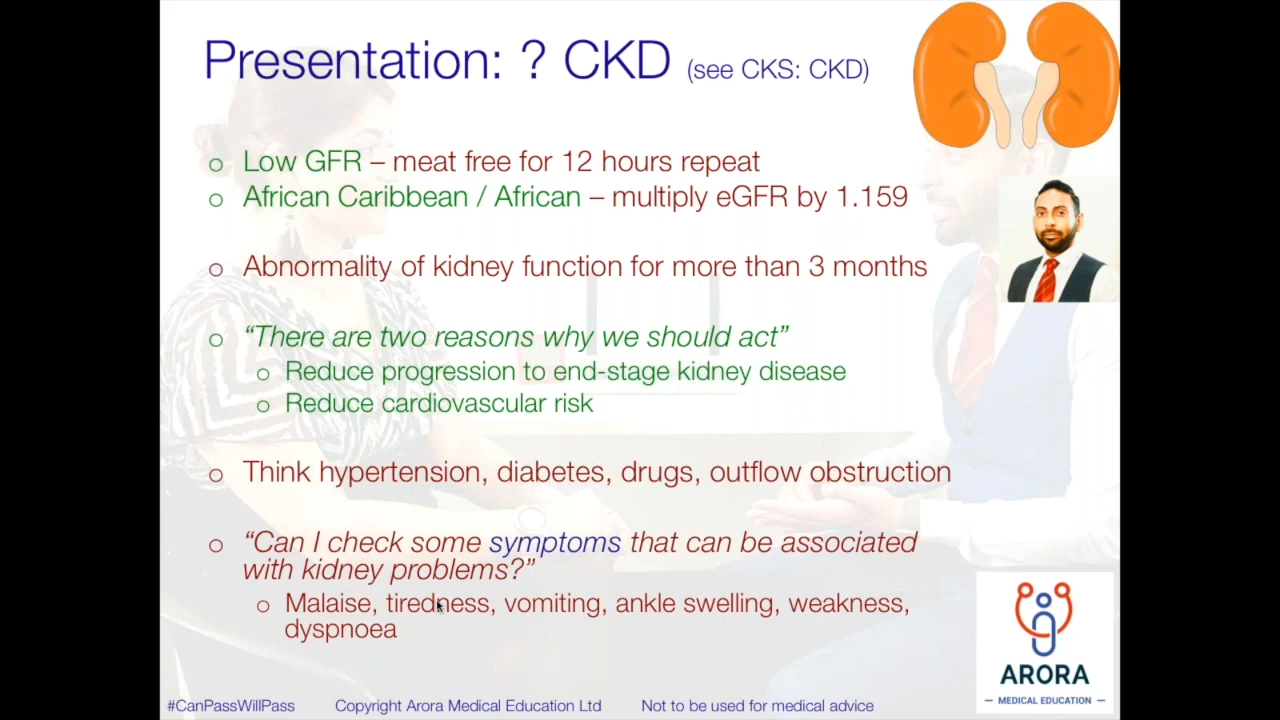 Presentation: ? CKD (see CKS: CKD)
o Low GFR – meat free for 12 hours repeat
o African Caribbean / African – multiply eGFR by 1.159
o Abnormality of kidney function for more than 3 months
o “There are two reasons why we should act”
o Reduce progression to end-stage kidney disease
o Reduce cardiovascular risk
o Think hypertension, diabetes, drugs, outflow obstruction
o “Can I check some symptoms that can be associated
with kidney problems?”
o Malaise, tiredness, vomiting, ankle swelling, weakness,
dyspnoea
ARORA
– MEDICAL EDUCATION –
#CanPassWillPass Copyright Arora Medical Education Ltd Not to be used for medical advice